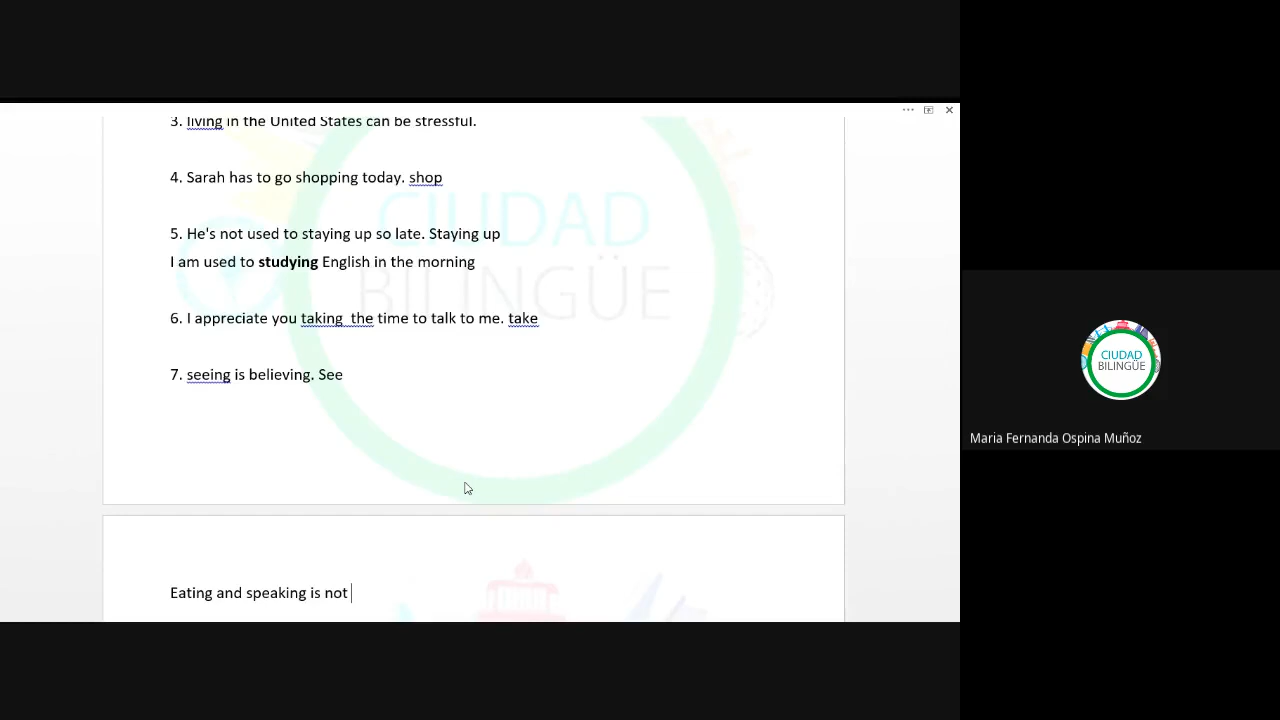 3. living in the United States can be stressful.
4. Sarah has to go shopping today. shop
5. He's not used to staying up so late. Staying up
I am used to studying English in the morning
6. I appreciate you taking  the time to talk to me. take
7. seeing is believing. See
Eating and speaking is not
CIUDAD
BILINGÜE
CIUDAD
BILINGÜE
Maria Fernanda Ospina Muñoz